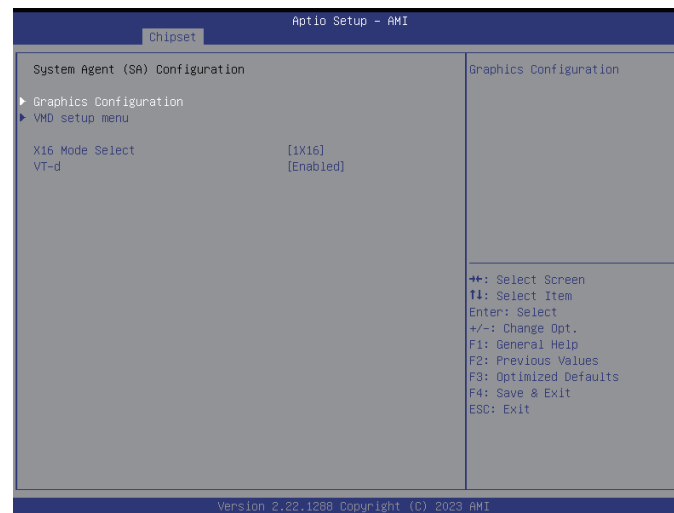 Aptio Setup – AMI
Chipset
System Agent (SA) Configuration
Graphics Configuration
VMD setup menu
X16 Mode Select [1X16]
VT-d [Enabled]
Graphics Configuration
→←: Select Screen
↑↓: Select Item
Enter: Select
+/-: Change Opt.
F1: General Help
F2: Previous Values
F3: Optimized Defaults
F4: Save & Exit
ESC: Exit
Version 2.22.1288 Copyright (C) 2023 AMI